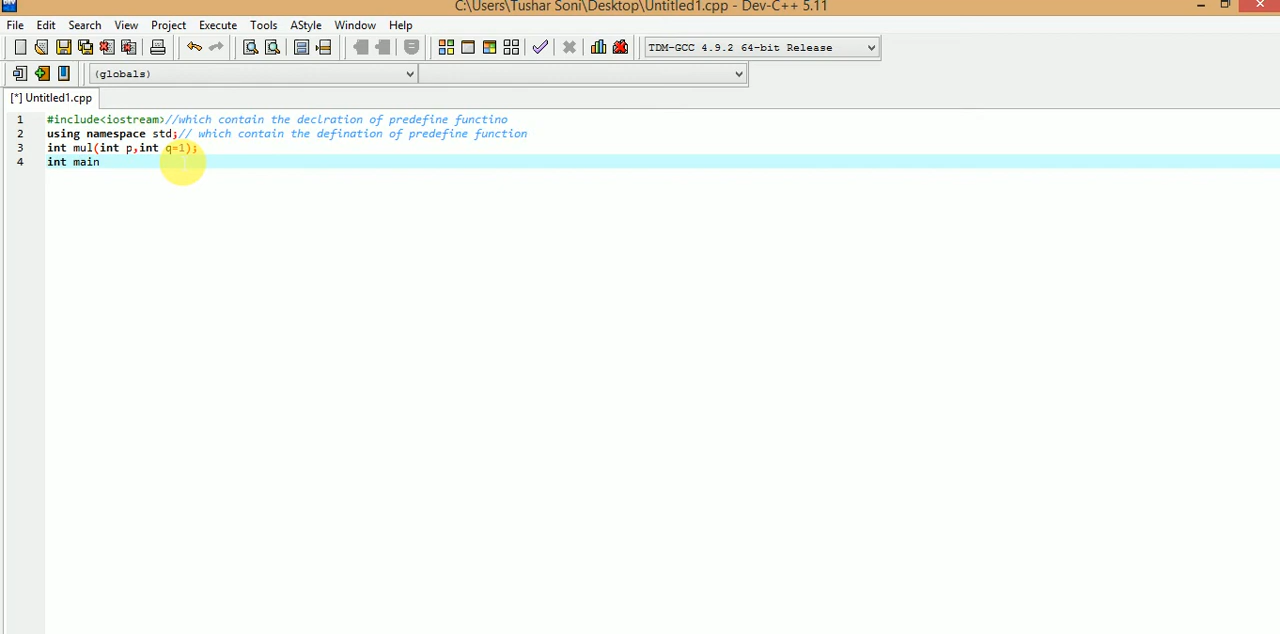 C:\Users\Tushar Soni\Desktop\Untitled1.cpp - Dev-C++ 5.11
File Edit Search View Project Execute Tools AStyle Window Help
TDM-GCC 4.9.2 64-bit Release
(globals)
[*] Untitled1.cpp
1 #include<iostream>//which contain the declration of predefine functino
2 using namespace std;// which contain the defination of predefine function
3 int mul(int p,int q=1);
4 int main